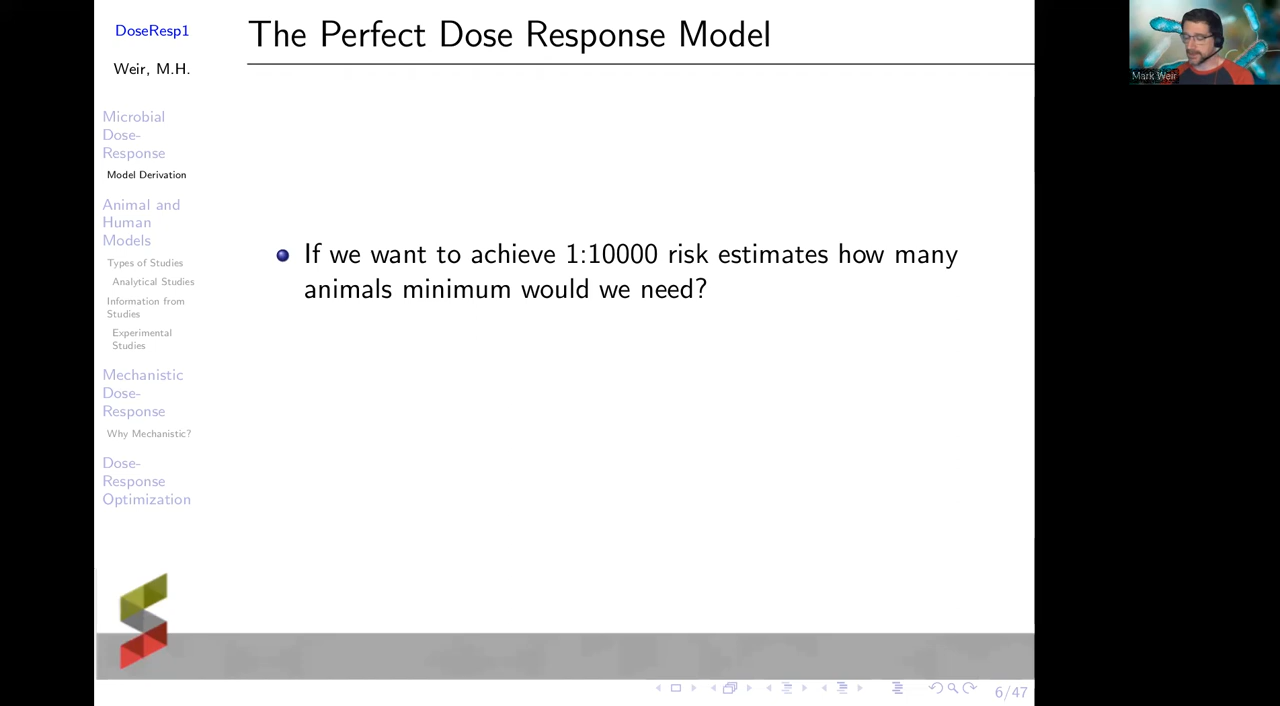 DoseResp1
Weir, M.H.
Microbial
Dose-
Response
Model Derivation
Animal and
Human
Models
Types of Studies
Analytical Studies
Information from
Studies
Experimental
Studies
Mechanistic
Dose-
Response
Why Mechanistic?
Dose-
Response
Optimization
The Perfect Dose Response Model
If we want to achieve 1:10000 risk estimates how many
animals minimum would we need?
6/47
Mark Weir